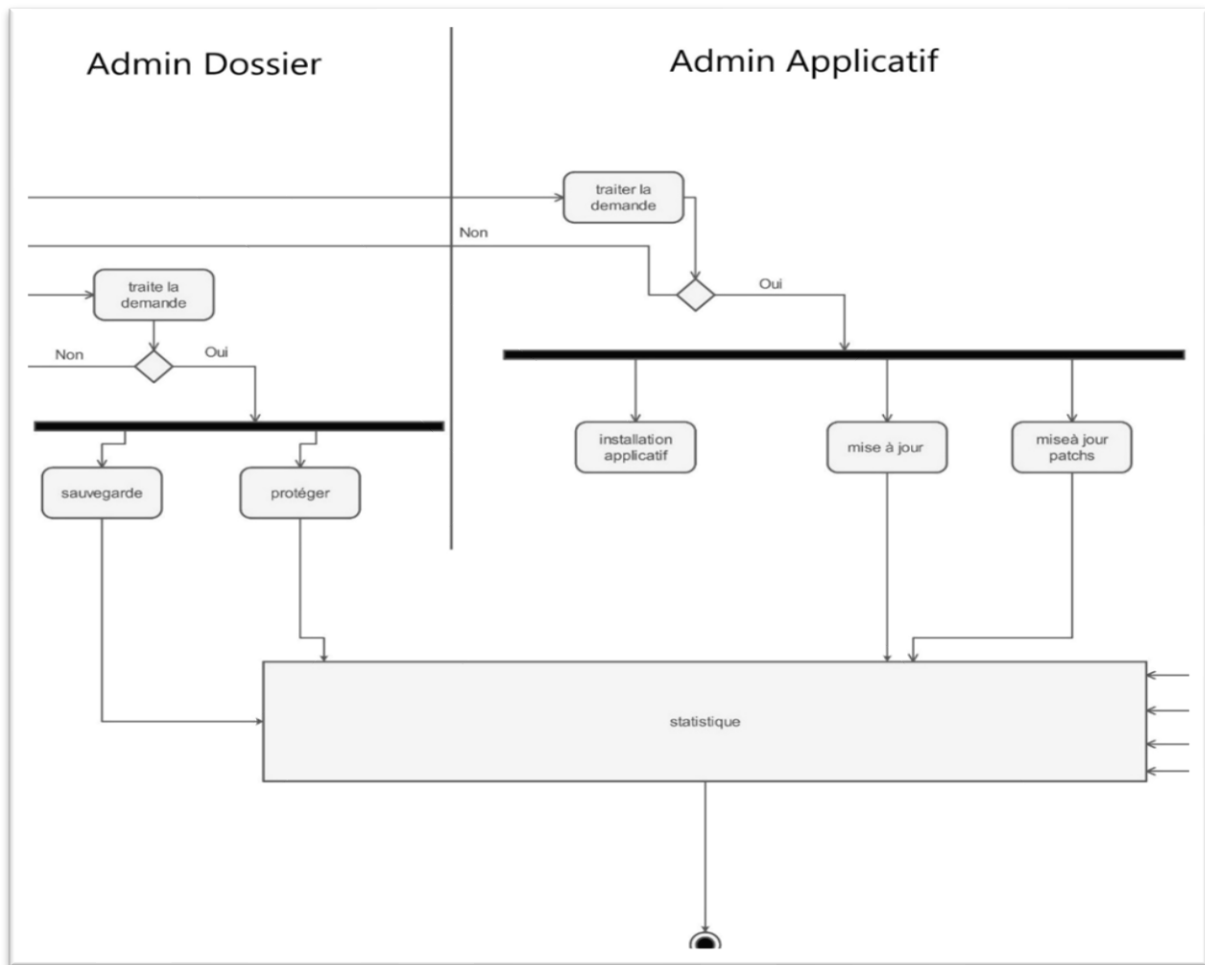 Admin Dossier
Admin Applicatif
traiter la
demande
Non
Oui
traite la
demande
Non
Oui
installation
applicatif
mise à jour
miseà jour
patchs
sauvegarde
protéger
statistique